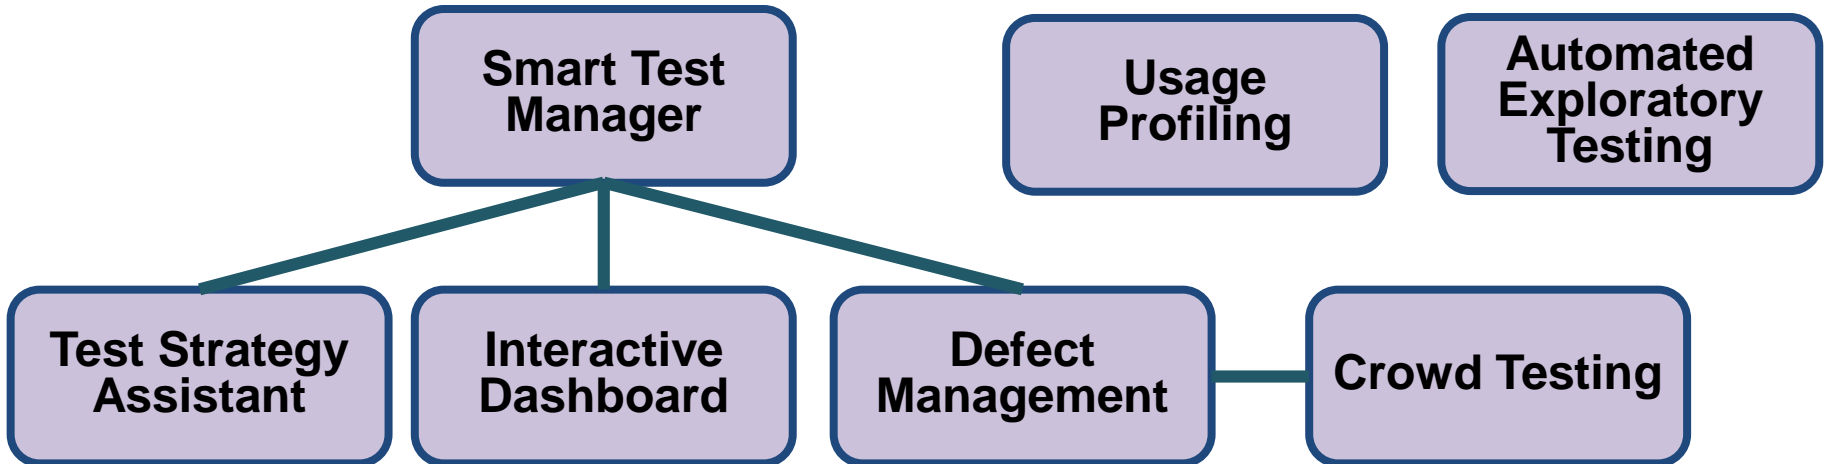 Smart Test
Manager
Usage
Profiling
Automated
Exploratory
Testing
Test Strategy
Assistant
Interactive
Dashboard
Defect
Management
Crowd Testing